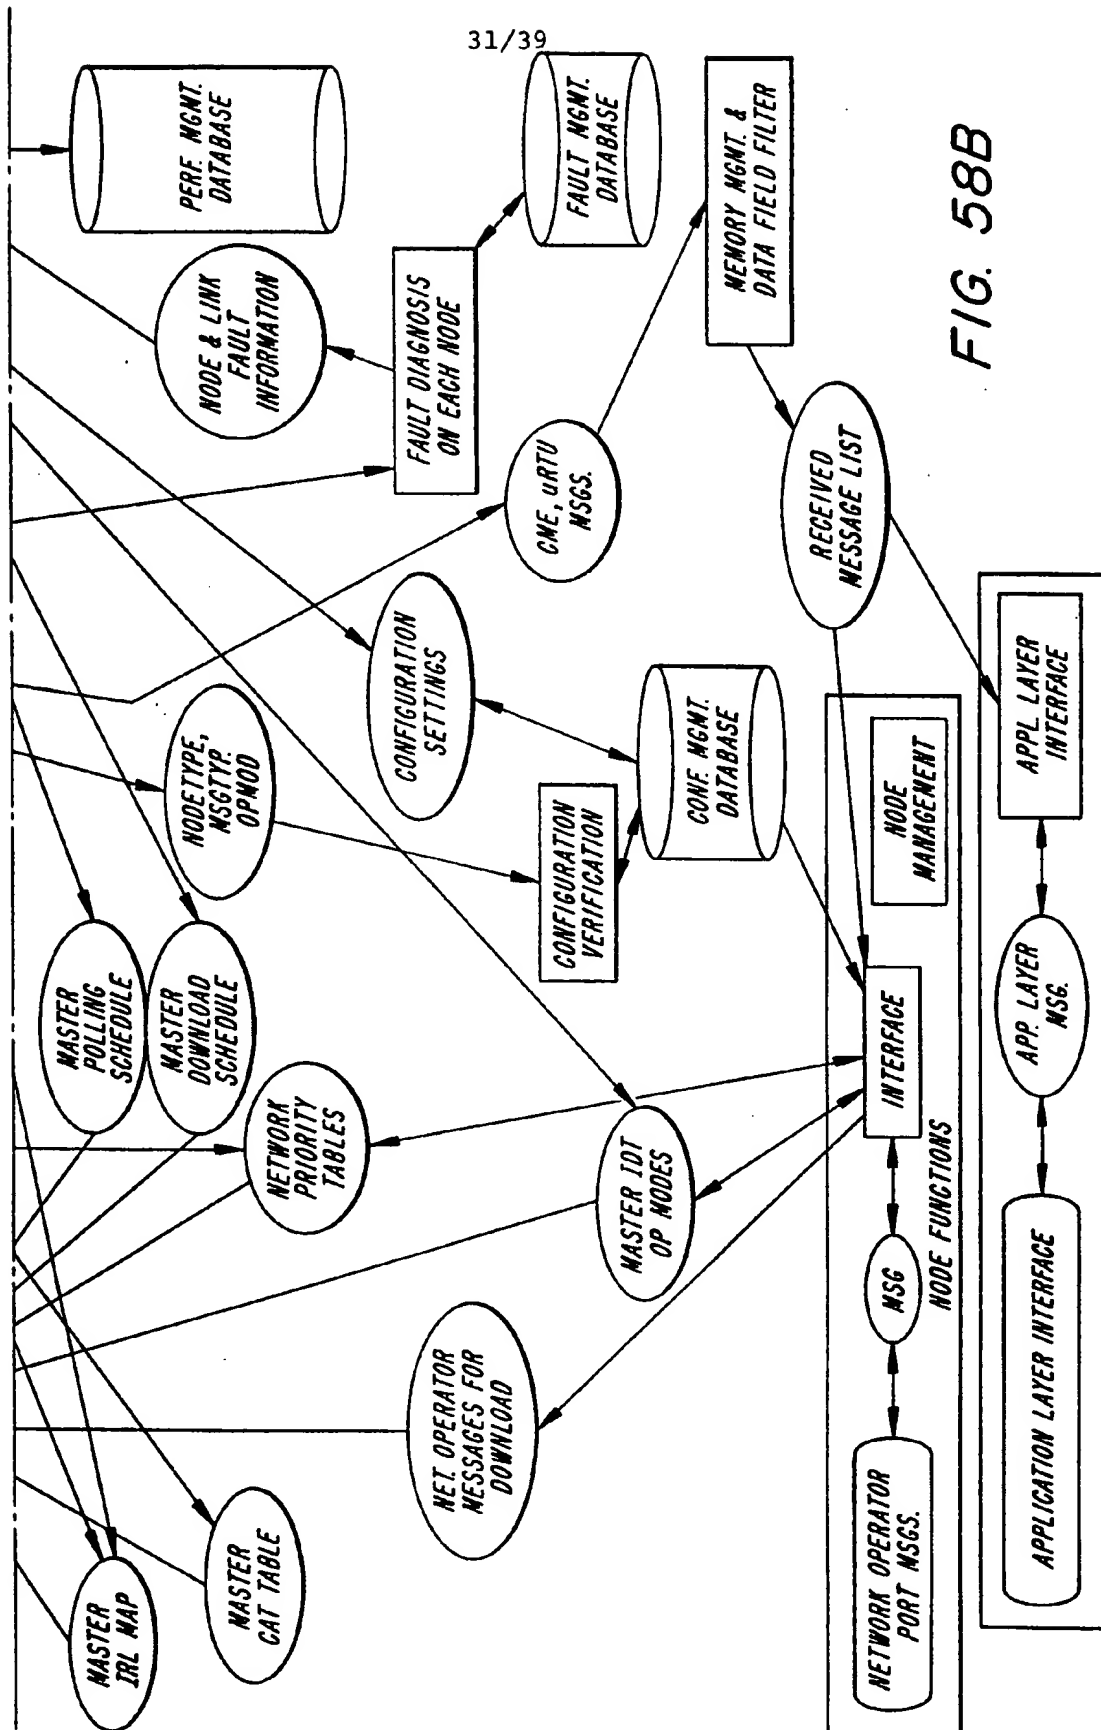 31/39
PERF. MGMT.
DATABASE
NODE & LINK
FAULT
INFORMATION
FAULT DIAGNOSIS
ON EACH NODE
FAULT MGMT.
DATABASE
CME, uRTU
MSGS.
MEMORY MGMT. &
DATA FIELD FILTER
RECEIVED
MESSAGE LIST
CONFIGURATION
SETTINGS
NODETYPE,
MSGTYP.
OPMOD
CONFIGURATION
VERIFICATION
CONF. MGMT.
DATABASE
MASTER
POLLING
SCHEDULE
MASTER
DOWNLOAD
SCHEDULE
NETWORK
PRIORITY
TABLES
MASTER IDT
OP MODES
NET. OPERATOR
MESSAGES FOR
DOWNLOAD
MASTER
IRL MAP
MASTER
CAT TABLE
NODE
MANAGEMENT
INTERFACE
MSG
NODE FUNCTIONS
NETWORK OPERATOR
PORT MSGS.
APPL. LAYER
INTERFACE
APP. LAYER
MSG.
APPLICATION LAYER INTERFACE
FIG. 58B